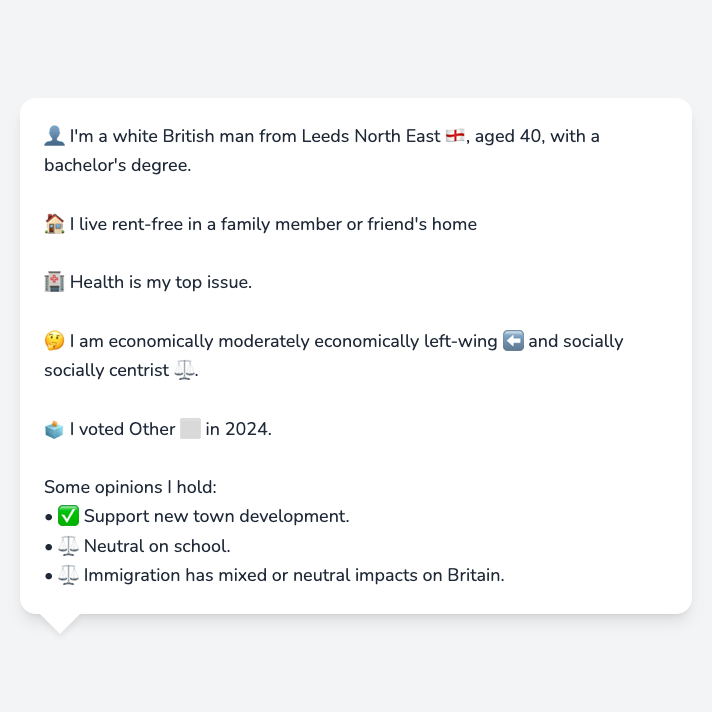 👤 I'm a white British man from Leeds North East 🏴󠁧󠁢󠁥󠁮󠁧󠁿, aged 40, with a
bachelor's degree.
🏠 I live rent-free in a family member or friend's home
🏥 Health is my top issue.
🤔 I am economically moderately economically left-wing ⬅️ and socially
socially centrist ⚖️.
🗳️ I voted Other ⬜ in 2024.
Some opinions I hold:
• ✅ Support new town development.
• ⚖️ Neutral on school.
• ⚖️ Immigration has mixed or neutral impacts on Britain.